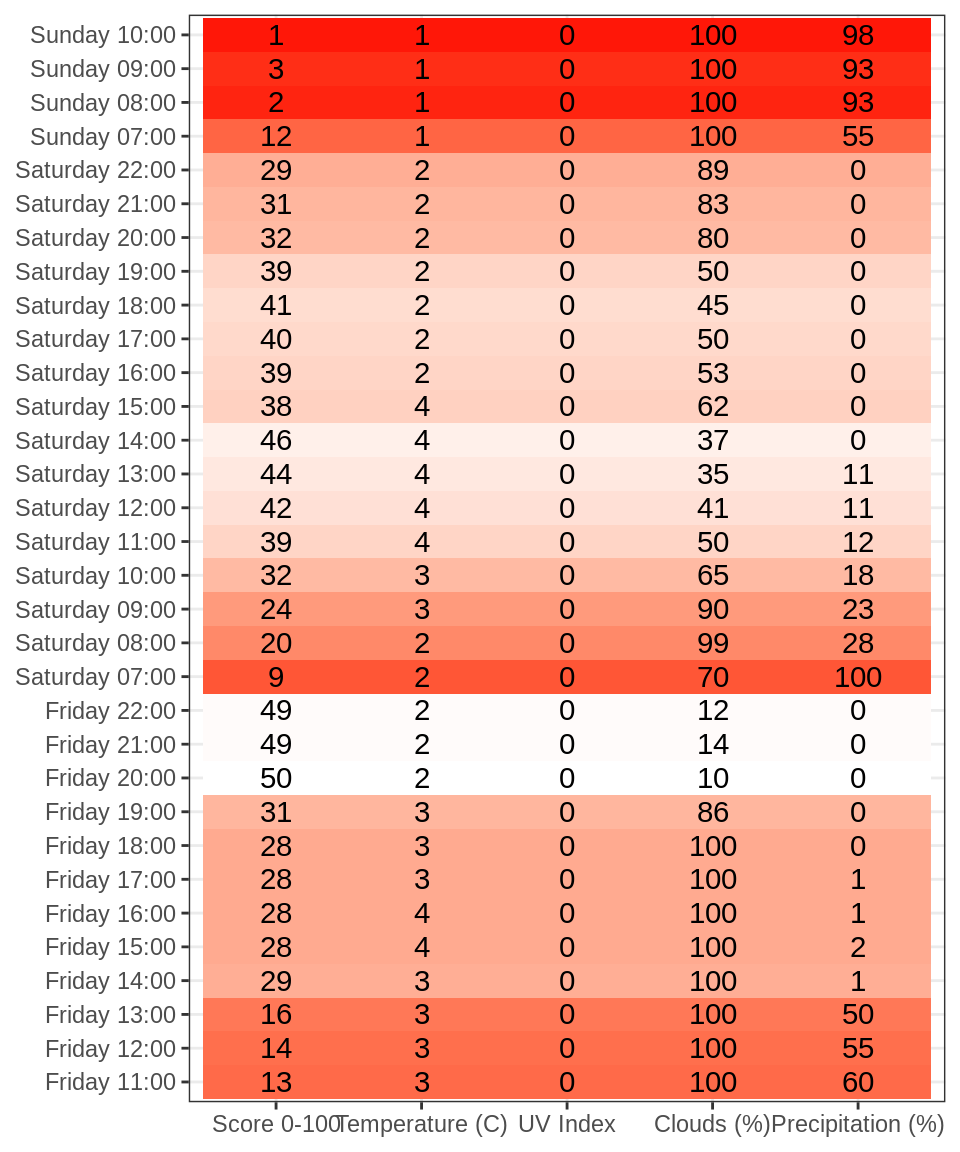 Sunday 10:00 1 1 0 100 98
Sunday 09:00 3 1 0 100 93
Sunday 08:00 2 1 0 100 93
Sunday 07:00 12 1 0 100 55
Saturday 22:00 29 2 0 89 0
Saturday 21:00 31 2 0 83 0
Saturday 20:00 32 2 0 80 0
Saturday 19:00 39 2 0 50 0
Saturday 18:00 41 2 0 45 0
Saturday 17:00 40 2 0 50 0
Saturday 16:00 39 2 0 53 0
Saturday 15:00 38 4 0 62 0
Saturday 14:00 46 4 0 37 0
Saturday 13:00 44 4 0 35 11
Saturday 12:00 42 4 0 41 11
Saturday 11:00 39 4 0 50 12
Saturday 10:00 32 3 0 65 18
Saturday 09:00 24 3 0 90 23
Saturday 08:00 20 2 0 99 28
Saturday 07:00 9 2 0 70 100
Friday 22:00 49 2 0 12 0
Friday 21:00 49 2 0 14 0
Friday 20:00 50 2 0 10 0
Friday 19:00 31 3 0 86 0
Friday 18:00 28 3 0 100 0
Friday 17:00 28 3 0 100 1
Friday 16:00 28 4 0 100 1
Friday 15:00 28 4 0 100 2
Friday 14:00 29 3 0 100 1
Friday 13:00 16 3 0 100 50
Friday 12:00 14 3 0 100 55
Friday 11:00 13 3 0 100 60
Score 0-100 Temperature (C) UV Index Clouds (%) Precipitation (%)